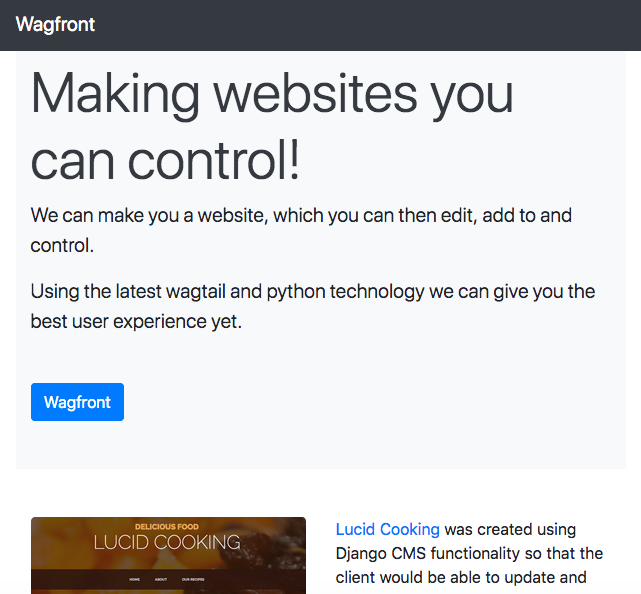 Wagfront
Making websites you
can control!
We can make you a website, which you can then edit, add to and
control.
Using the latest wagtail and python technology we can give you the
best user experience yet.
Wagfront
DELICIOUS FOOD
LUCID COOKING
HOME ABOUT OUR RECIPES
Lucid Cooking was created using
Django CMS functionality so that the
client would be able to update and